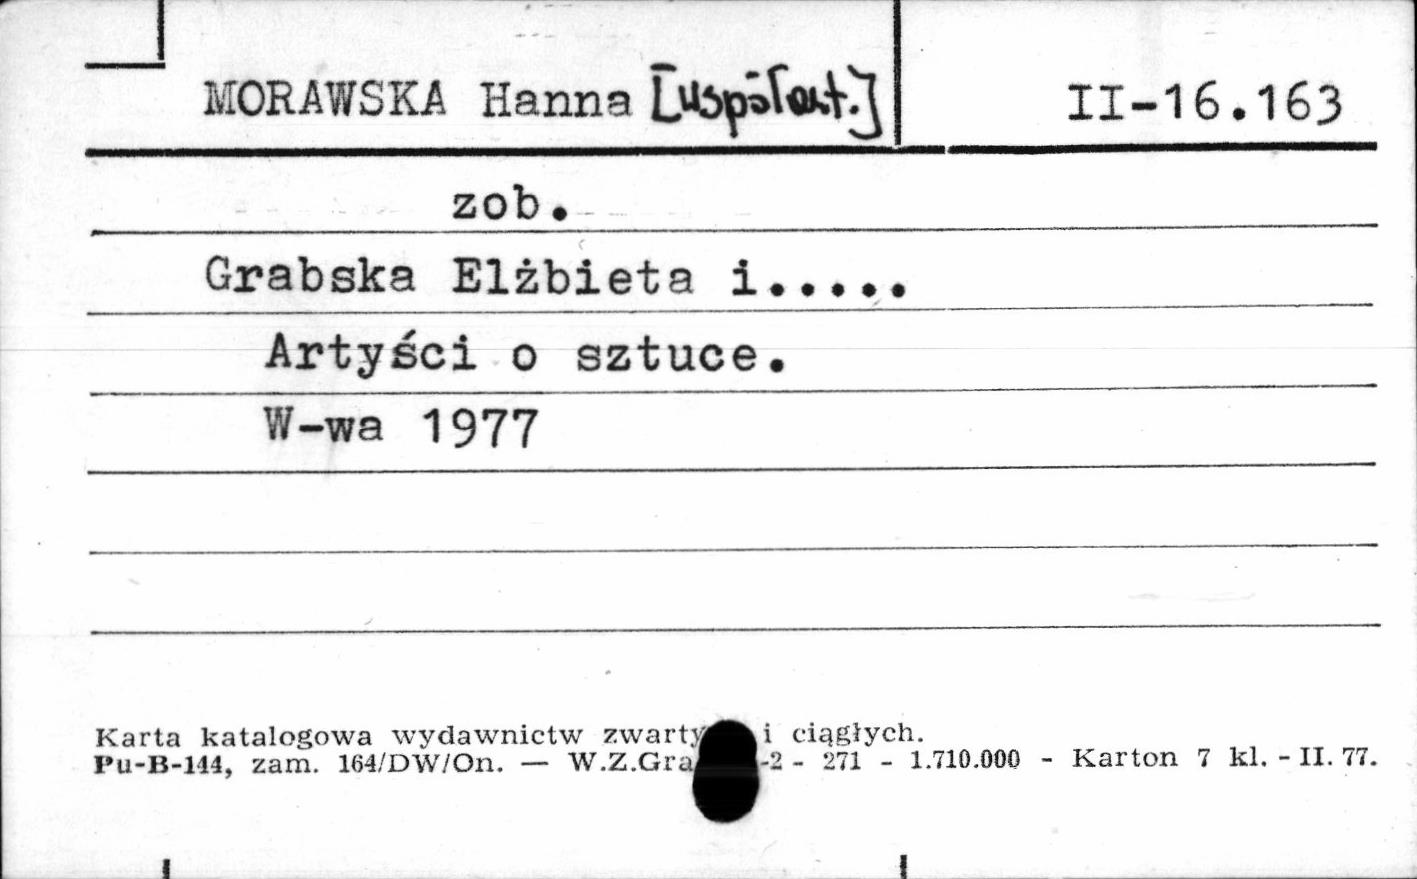 MORAWSKA Hanna [współaut.] II-16.163
zob.
Grabska Elżbieta i.....
Artyści o sztuce.
W-wa 1977
Karta katalogowa wydawnictw zwarty i ciągłych.
Pu-B-144, zam. 164/DW/On. — W.Z.Gra -2 - 271 - 1.710.000 - Karton 7 kl. - II. 77.